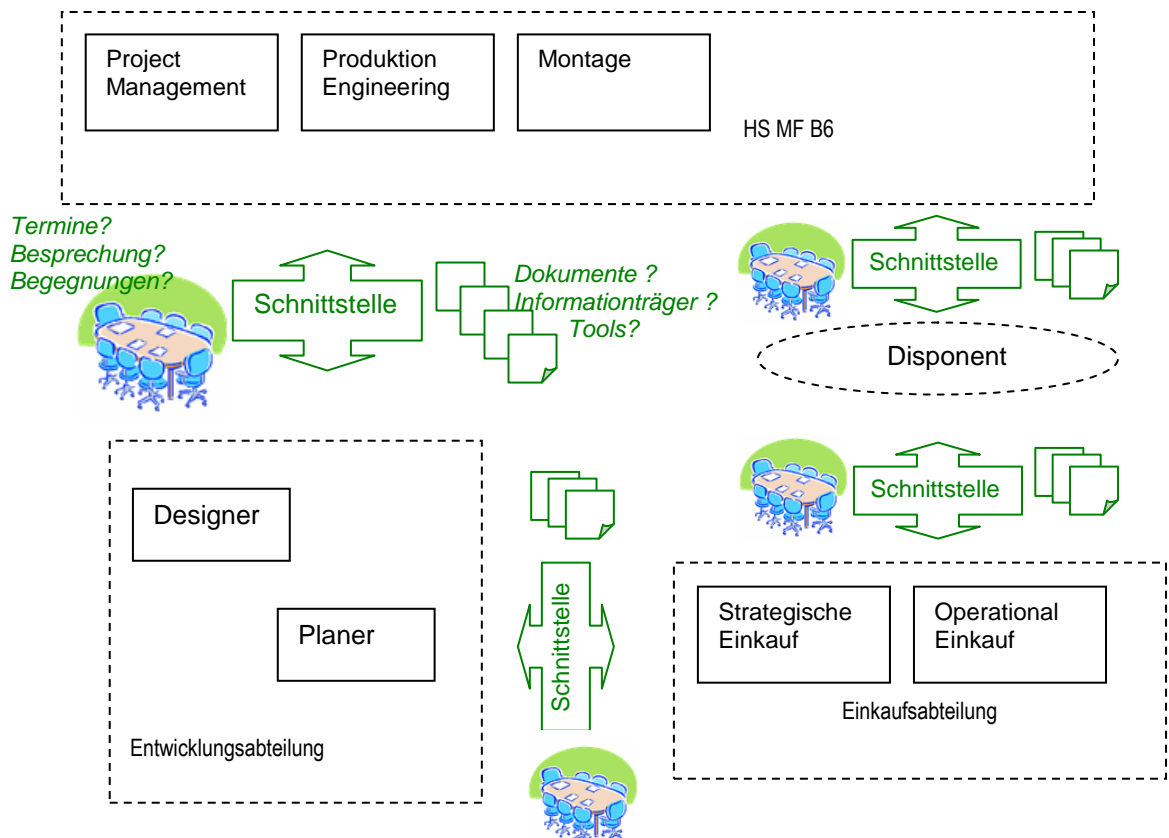 Project
Management
Produktion
Engineering
Montage
HS MF B6
Termine?
Besprechung?
Begegnungen?
Schnittstelle
Dokumente ?
Informationträger ?
Tools?
Schnittstelle
Disponent
Schnittstelle
Designer
Planer
Entwicklungsabteilung
Schnittstelle
Strategische
Einkauf
Operational
Einkauf
Einkaufsabteilung